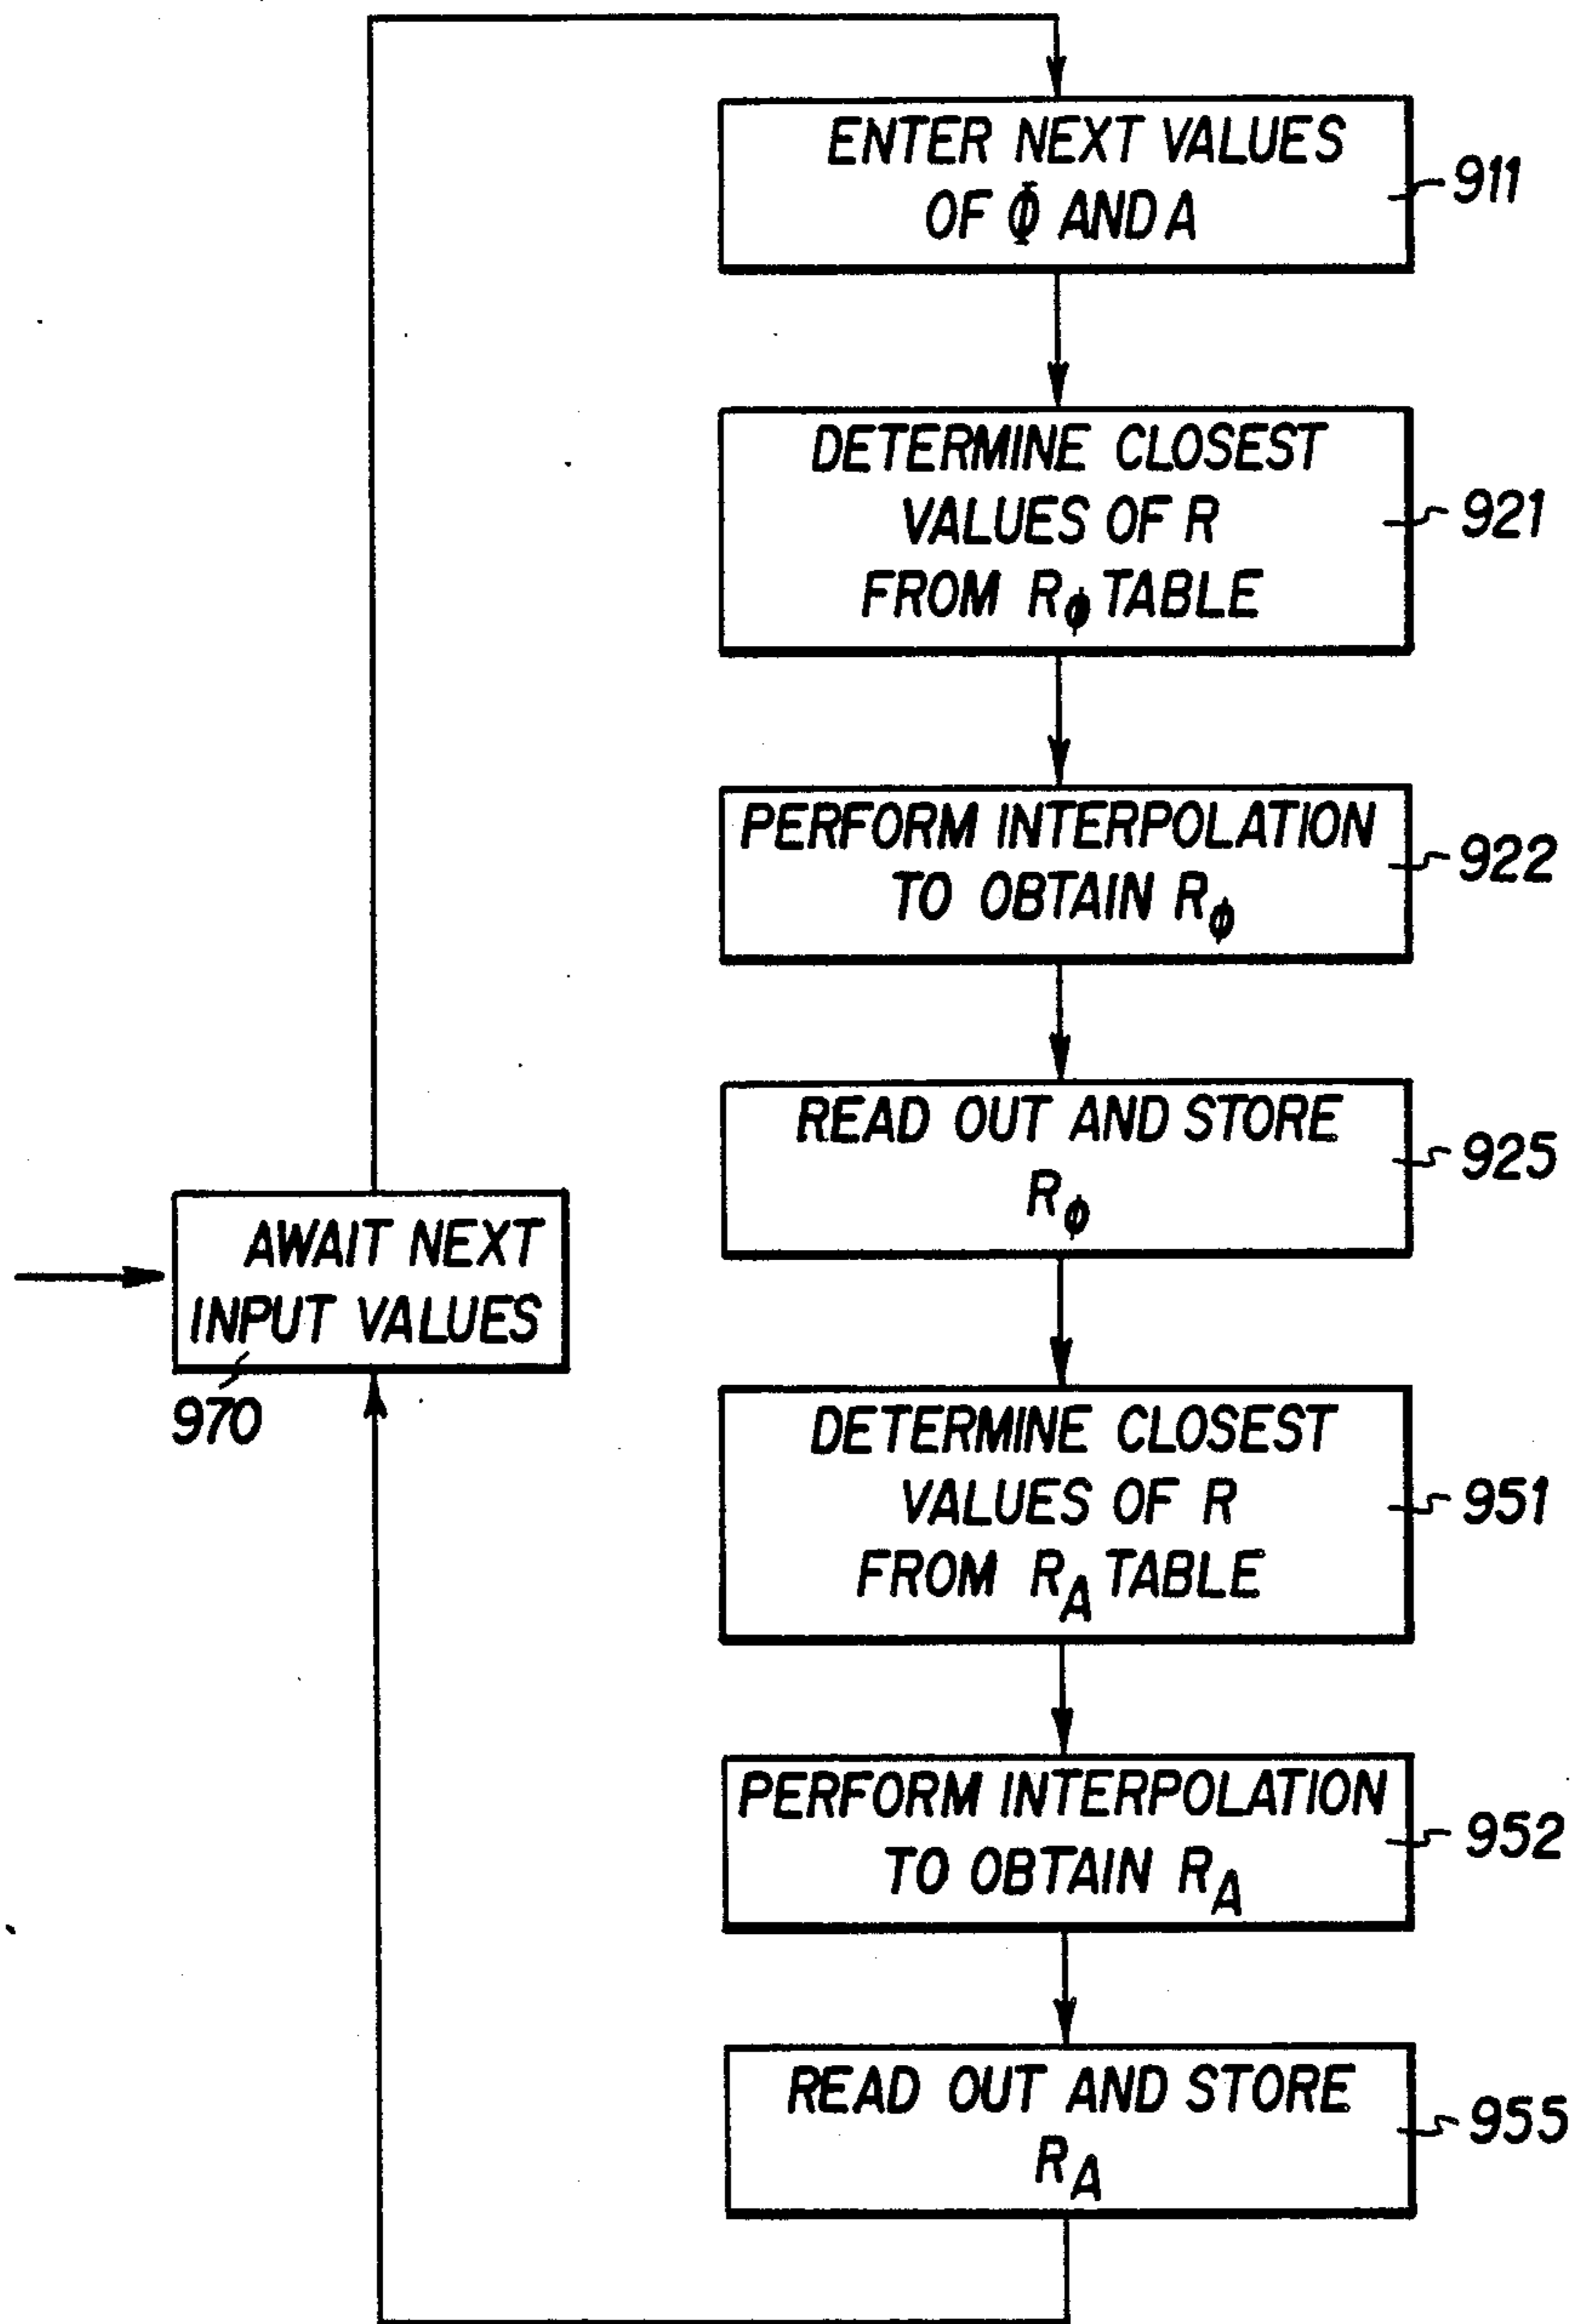 ENTER NEXT VALUES
OF Φ AND A
911
DETERMINE CLOSEST
VALUES OF R
FROM Rϕ TABLE
921
PERFORM INTERPOLATION
TO OBTAIN Rϕ
922
READ OUT AND STORE
Rϕ
925
AWAIT NEXT
INPUT VALUES
970
DETERMINE CLOSEST
VALUES OF R
FROM RA TABLE
951
PERFORM INTERPOLATION
TO OBTAIN RA
952
READ OUT AND STORE
RA
955